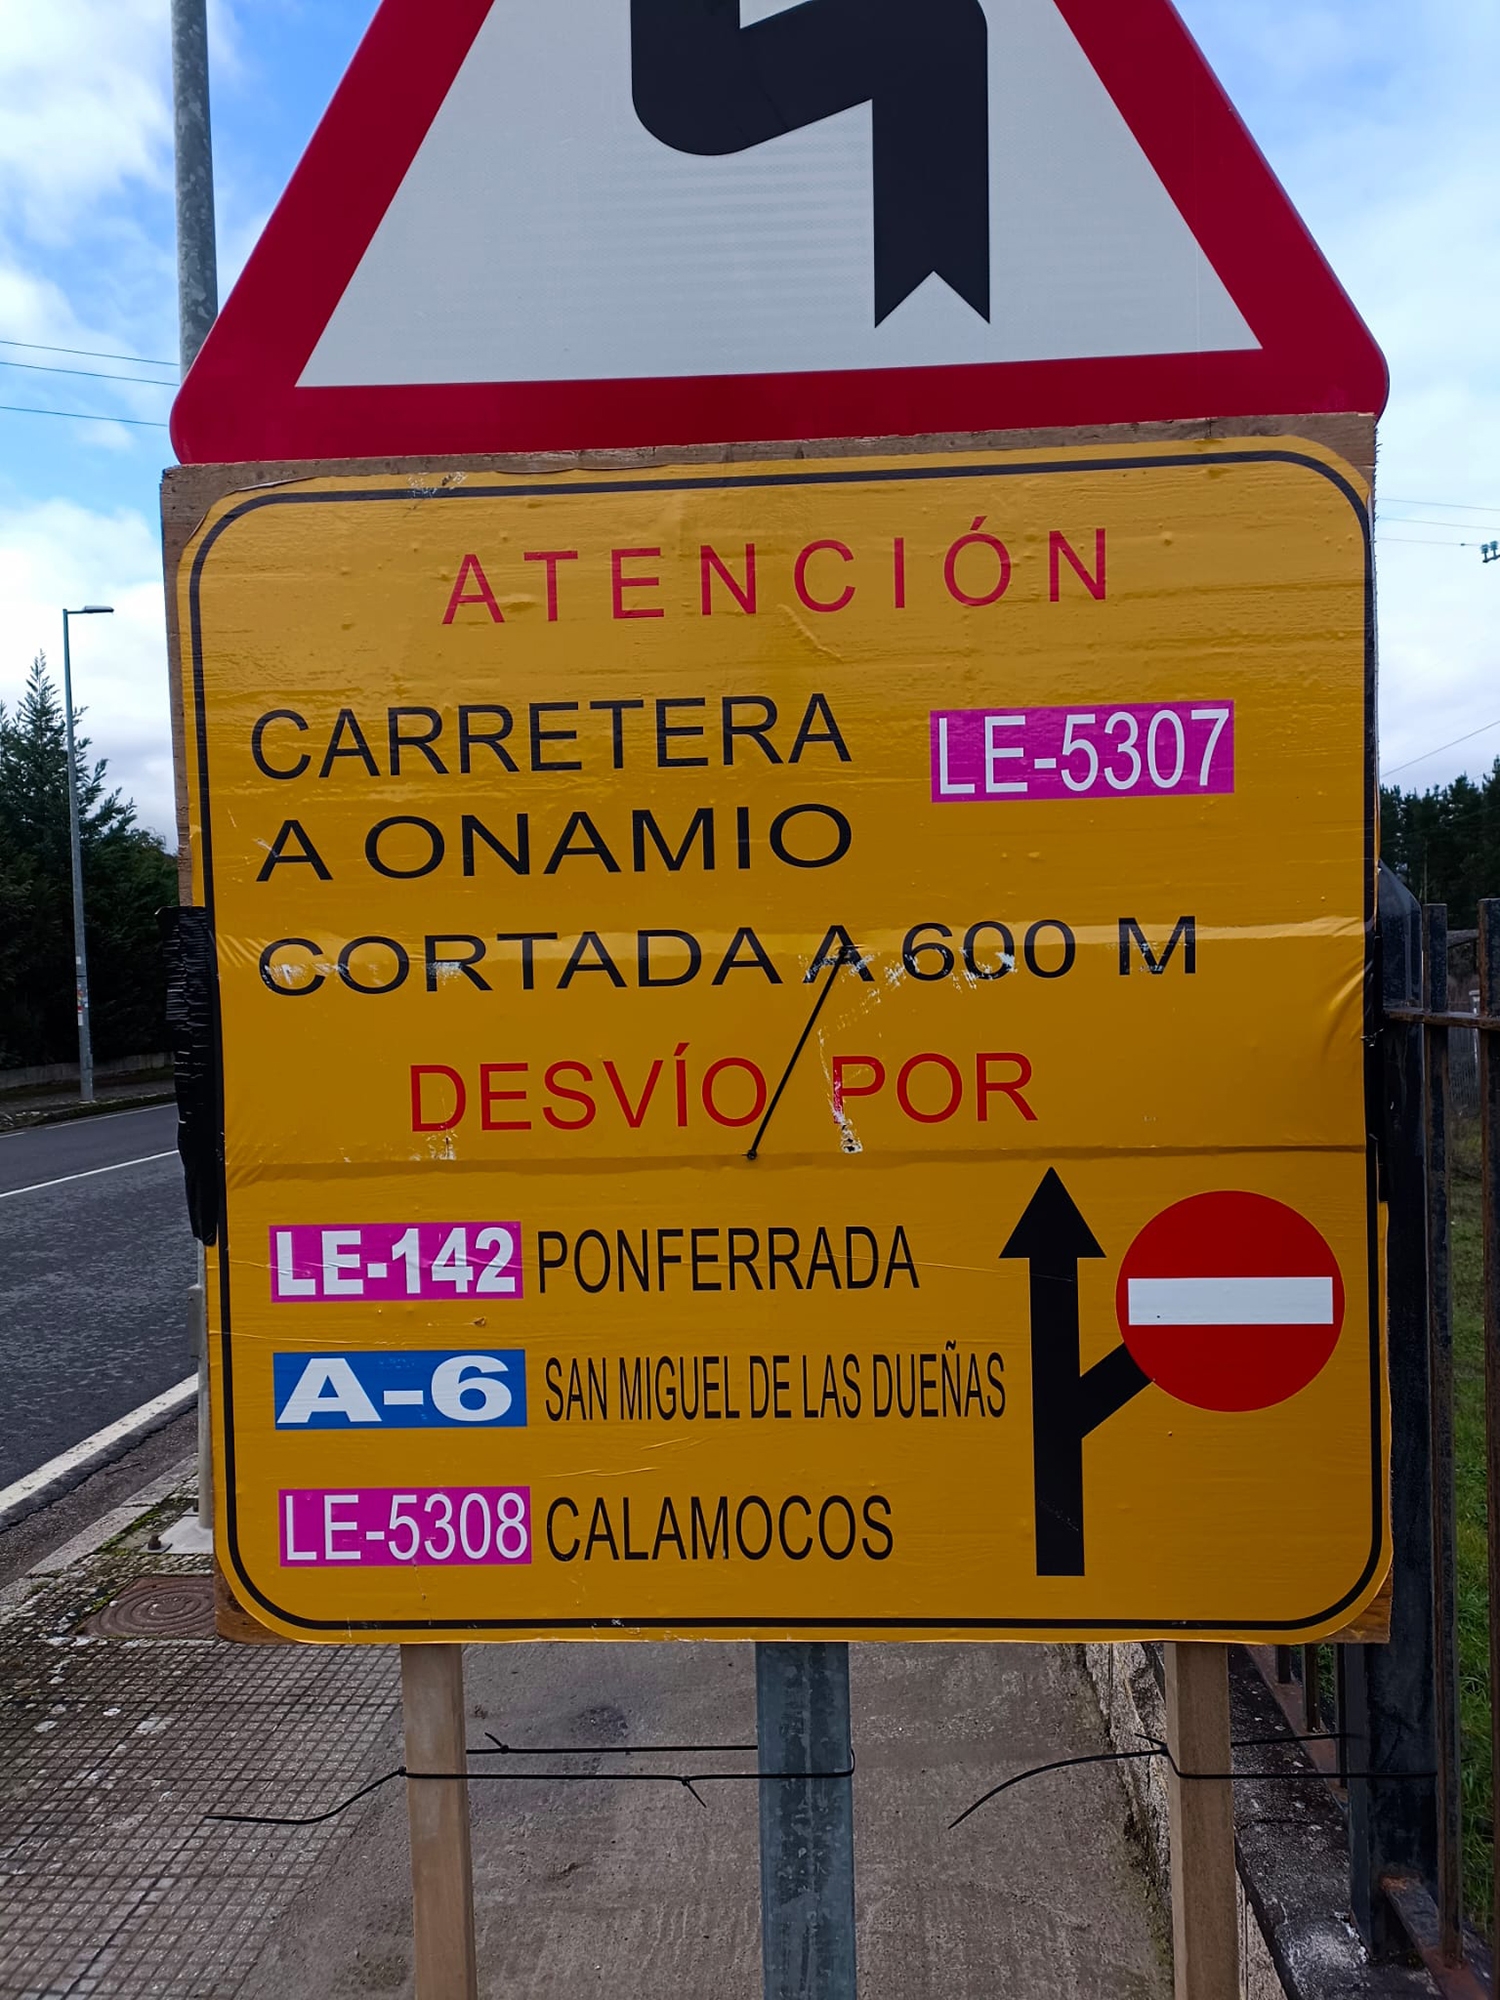 ATENCIÓN
CARRETERA LE-5307
A ONAMIO
CORTADA A 600 M
DESVÍO POR
LE-142 PONFERRADA
A-6 SAN MIGUEL DE LAS DUEÑAS
LE-5308 CALAMOCOS